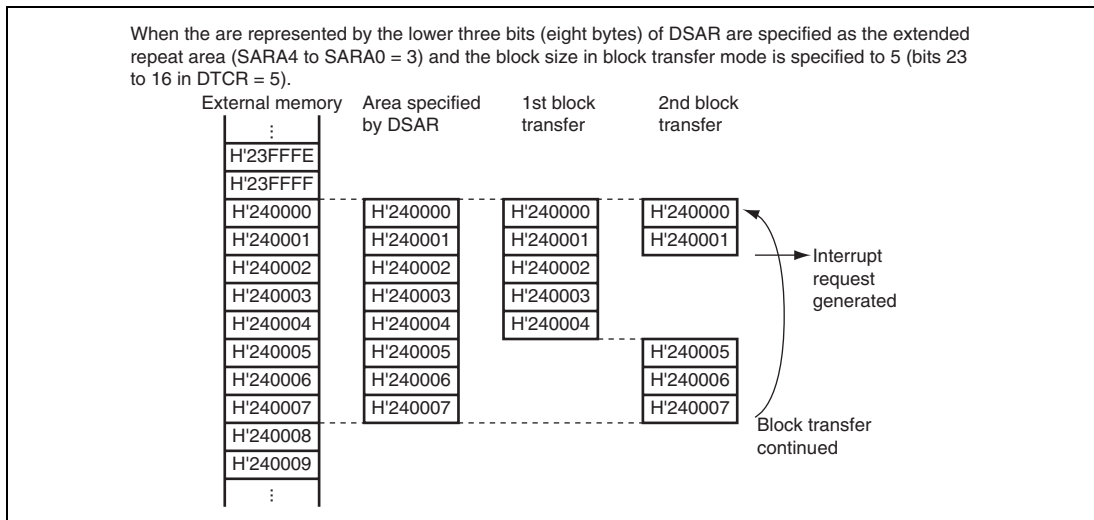 When the are represented by the lower three bits (eight bytes) of DSAR are specified as the extended
repeat area (SARA4 to SARA0 = 3) and the block size in block transfer mode is specified to 5 (bits 23
to 16 in DTCR = 5).
External memory
Area specified
by DSAR
1st block
transfer
2nd block
transfer
⋮
H'23FFFE
H'23FFFF
H'240000
H'240001
H'240002
H'240003
H'240004
H'240005
H'240006
H'240007
H'240008
H'240009
⋮
H'240000
H'240001
H'240002
H'240003
H'240004
H'240005
H'240006
H'240007
H'240000
H'240001
H'240002
H'240003
H'240004
H'240000
H'240001
H'240005
H'240006
H'240007
Interrupt
request
generated
Block transfer
continued